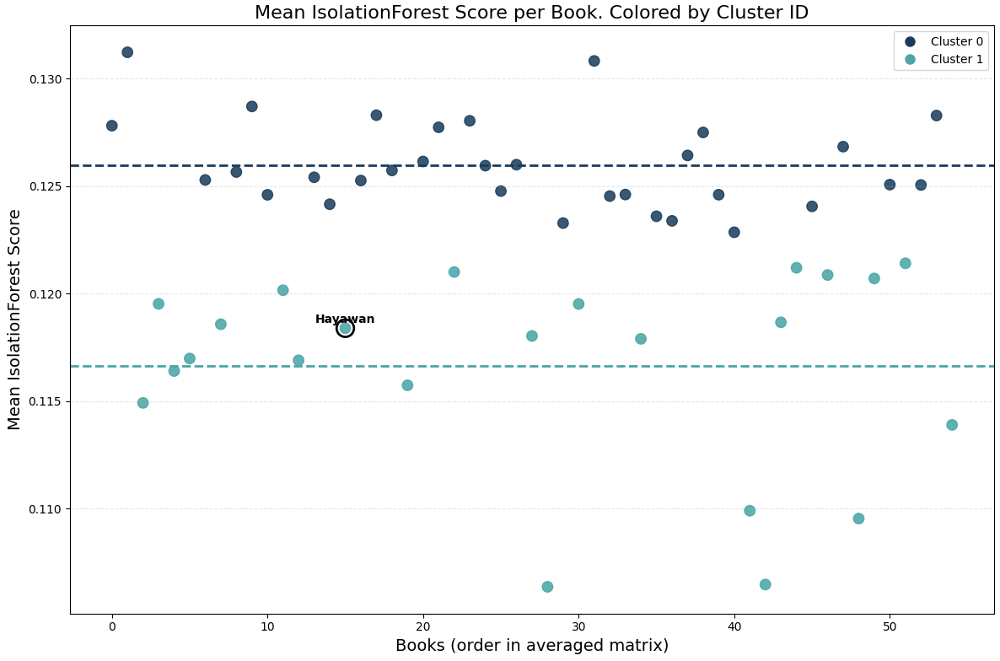 Mean IsolationForest Score per Book. Colored by Cluster ID
Cluster 0
Cluster 1
Mean IsolationForest Score
0.130
0.125
0.120
0.115
0.110
Hayawan
0 10 20 30 40 50
Books (order in averaged matrix)